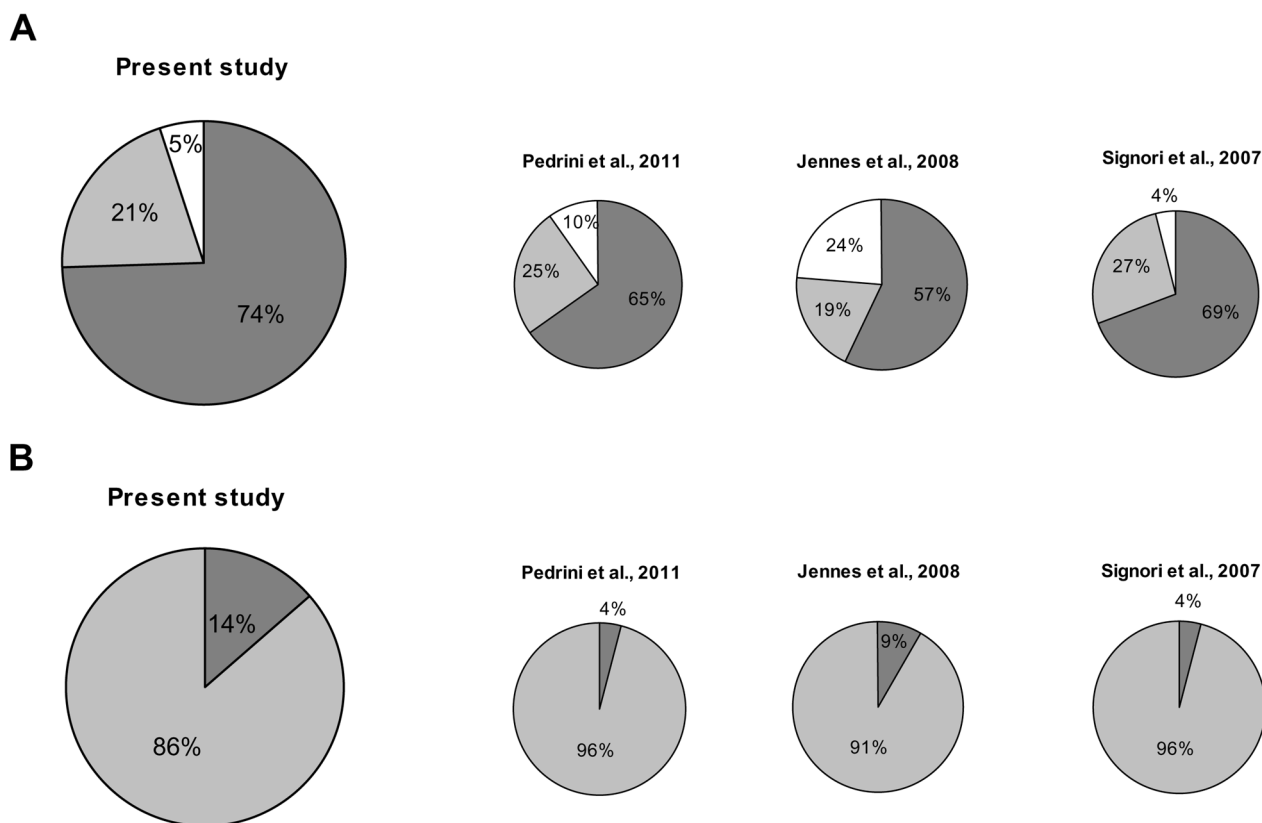 A
Present study
5%
21%
74%
Pedrini et al., 2011
10%
25%
65%
Jennes et al., 2008
24%
19%
57%
Signori et al., 2007
4%
27%
69%
B
Present study
14%
86%
Pedrini et al., 2011
4%
96%
Jennes et al., 2008
9%
91%
Signori et al., 2007
4%
96%